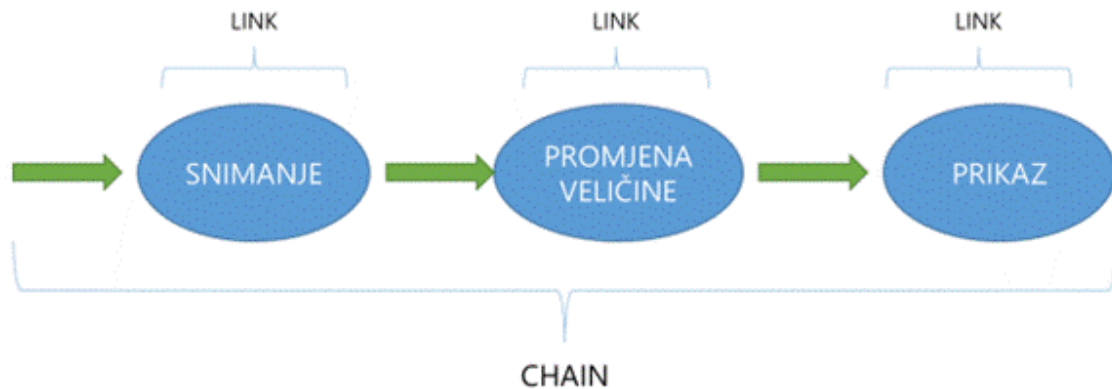 LINK
LINK
LINK
SNIMANJE
PROMJENA
VELIČINE
PRIKAZ
CHAIN